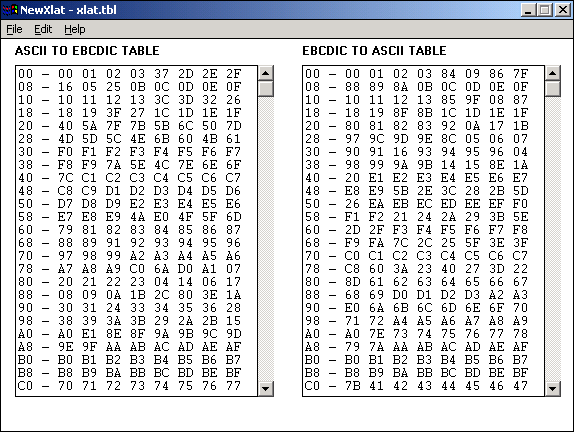 NewXlat - xlat.tbl
File Edit Help
ASCII TO EBCDIC TABLE
00 – 00 01 02 03 37 2D 2E 2F
08 – 16 05 25 0B 0C 0D 0E 0F
10 – 10 11 12 13 3C 3D 32 26
18 – 18 19 3F 27 1C 1D 1E 1F
20 – 40 5A 7F 7B 5B 6C 50 7D
28 – 4D 5D 5C 4E 6B 60 4B 61
30 – F0 F1 F2 F3 F4 F5 F6 F7
38 – F8 F9 7A 5E 4C 7E 6E 6F
40 – 7C C1 C2 C3 C4 C5 C6 C7
48 – C8 C9 D1 D2 D3 D4 D5 D6
50 – D7 D8 D9 E2 E3 E4 E5 E6
58 – E7 E8 E9 4A E0 4F 5F 6D
60 – 79 81 82 83 84 85 86 87
68 – 88 89 91 92 93 94 95 96
70 – 97 98 99 A2 A3 A4 A5 A6
78 – A7 A8 A9 C0 6A D0 A1 07
80 – 20 21 22 23 04 14 06 17
88 – 08 09 0A 1B 2C 80 3E 1A
90 – 30 31 24 33 34 35 36 28
98 – 38 39 3A 3B 29 2A 2B 15
A0 – A0 E1 8E 8F 9A 9B 9C 9D
A8 – 9E 9F AA AB AC AD AE AF
B0 – B0 B1 B2 B3 B4 B5 B6 B7
B8 – B8 B9 BA BB BC BD BE BF
C0 – 70 71 72 73 74 75 76 77
EBCDIC TO ASCII TABLE
00 – 00 01 02 03 84 09 86 7F
08 – 88 89 8A 0B 0C 0D 0E 0F
10 – 10 11 12 13 85 9F 08 87
18 – 18 19 8F 8B 1C 1D 1E 1F
20 – 80 81 82 83 92 0A 17 1B
28 – 97 9C 9D 9E 8C 05 06 07
30 – 90 91 16 93 94 95 96 04
38 – 98 99 9A 9B 14 15 8E 1A
40 – 20 E1 E2 E3 E4 E5 E6 E7
48 – E8 E9 5B 2E 3C 28 2B 5D
50 – 26 EA EB EC ED EE EF F0
58 – F1 F2 21 24 2A 29 3B 5E
60 – 2D 2F F3 F4 F5 F6 F7 F8
68 – F9 FA 7C 2C 25 5F 3E 3F
70 – C0 C1 C2 C3 C4 C5 C6 C7
78 – C8 60 3A 23 40 27 3D 22
80 – 8D 61 62 63 64 65 66 67
88 – 68 69 D0 D1 D2 D3 A2 A3
90 – E0 6A 6B 6C 6D 6E 6F 70
98 – 71 72 A4 A5 A6 A7 A8 A9
A0 – A0 7E 73 74 75 76 77 78
A8 – 79 7A AA AB AC AD AE AF
B0 – B0 B1 B2 B3 B4 B5 B6 B7
B8 – B8 B9 BA BB BC BD BE BF
C0 – 7B 41 42 43 44 45 46 47